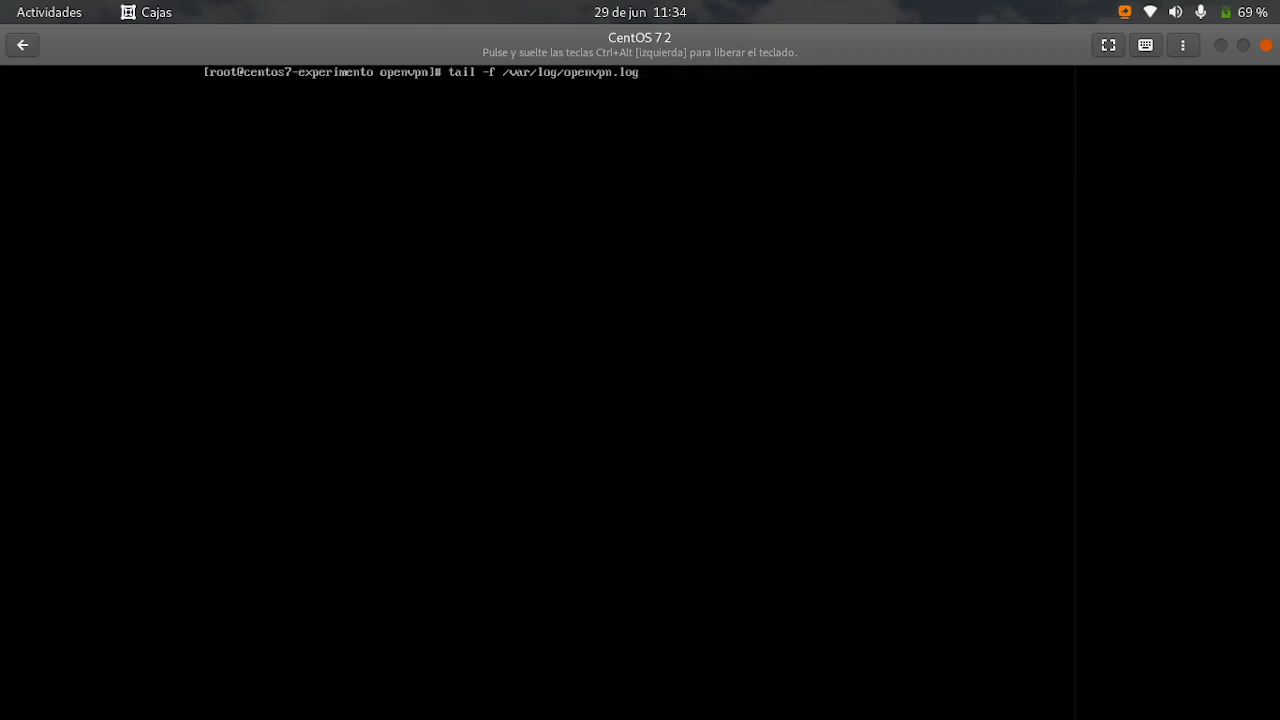 Actividades Cajas 29 de jun 11:34 69 %
CentOS 7 2
Pulse y suelte las teclas Ctrl+Alt [izquierda] para liberar el teclado.
[root@centos7-experimento openvpn]# tail -f /var/log/openvpn.log